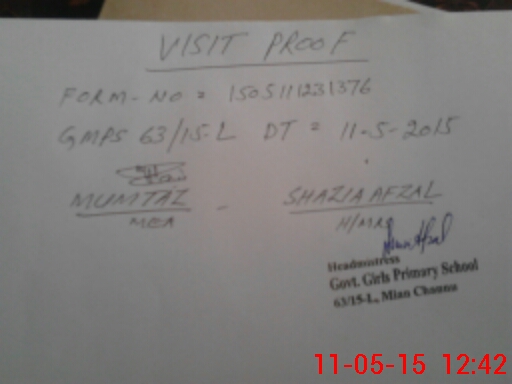 VISIT PROOF
FORM-NO = 1505111231376
GMPS 63/15-L DT = 11-5-2015
MUMTAZ - SHAZIA AFZAL
MEA H/MRS
Headmistress
Govt. Girls Primary School
63/15-L, Mian Channu
11-05-15 12:42